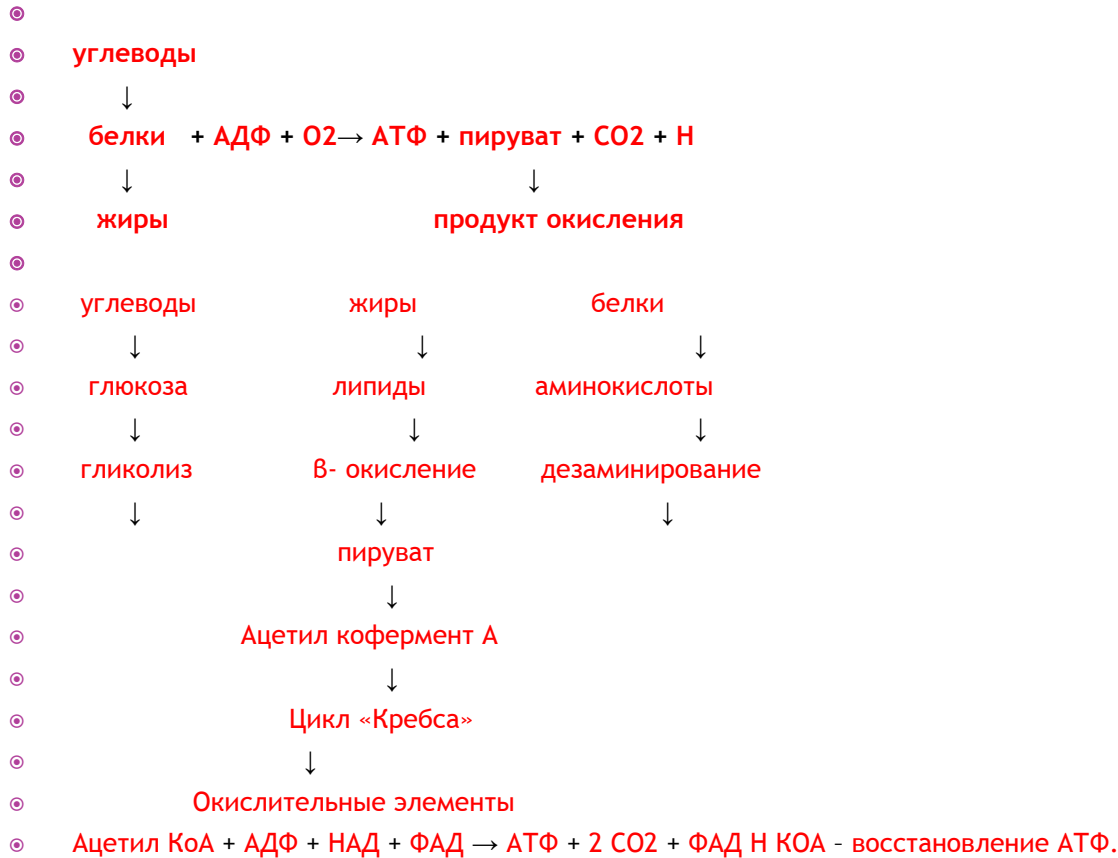 углеводы
↓
белки + АДФ + О2→ АТФ + пируват + СО2 + Н
↓ ↓
жиры продукт окисления
углеводы жиры белки
↓ ↓ ↓
глюкоза липиды аминокислоты
↓ ↓ ↓
гликолиз β- окисление дезаминирование
↓ ↓ ↓
пируват
↓
Ацетил кофермент А
↓
Цикл «Кребса»
↓
Окислительные элементы
Ацетил КоА + АДФ + НАД + ФАД → АТФ + 2 СО2 + ФАД Н КОА – восстановление АТФ.